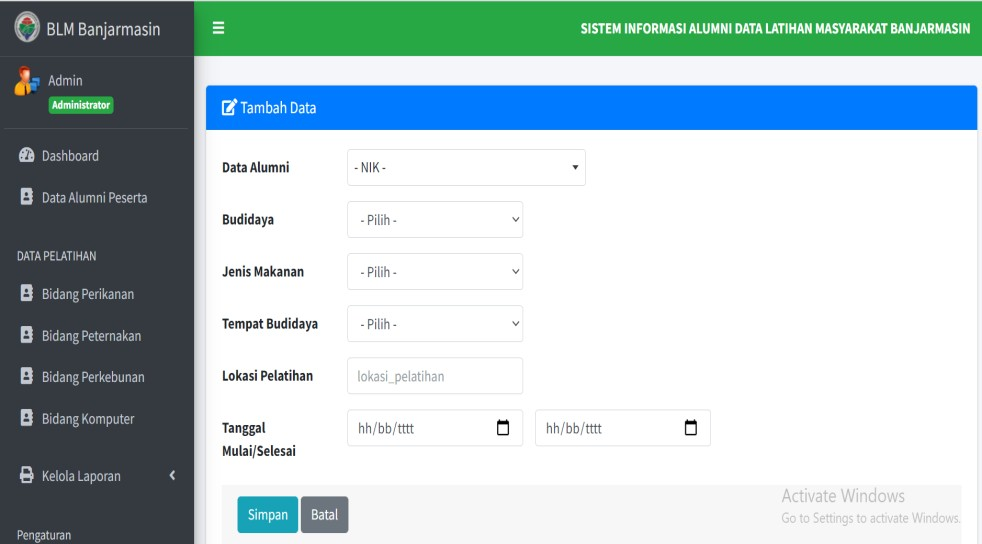 BLM Banjarmasin
SISTEM INFORMASI ALUMNI DATA LATIHAN MASYARAKAT BANJARMASIN
Admin
Administrator
Dashboard
Data Alumni Peserta
DATA PELATIHAN
Bidang Perikanan
Bidang Peternakan
Bidang Perkebunan
Bidang Komputer
Kelola Laporan
Pengaturan
Tambah Data
Data Alumni
- NIK -
Budidaya
- Pilih -
Jenis Makanan
- Pilih -
Tempat Budidaya
- Pilih -
Lokasi Pelatihan
lokasi_pelatihan
Tanggal
Mulai/Selesai
hh/bb/tttt
hh/bb/tttt
Simpan
Batal
Activate Windows
Go to Settings to activate Windows.